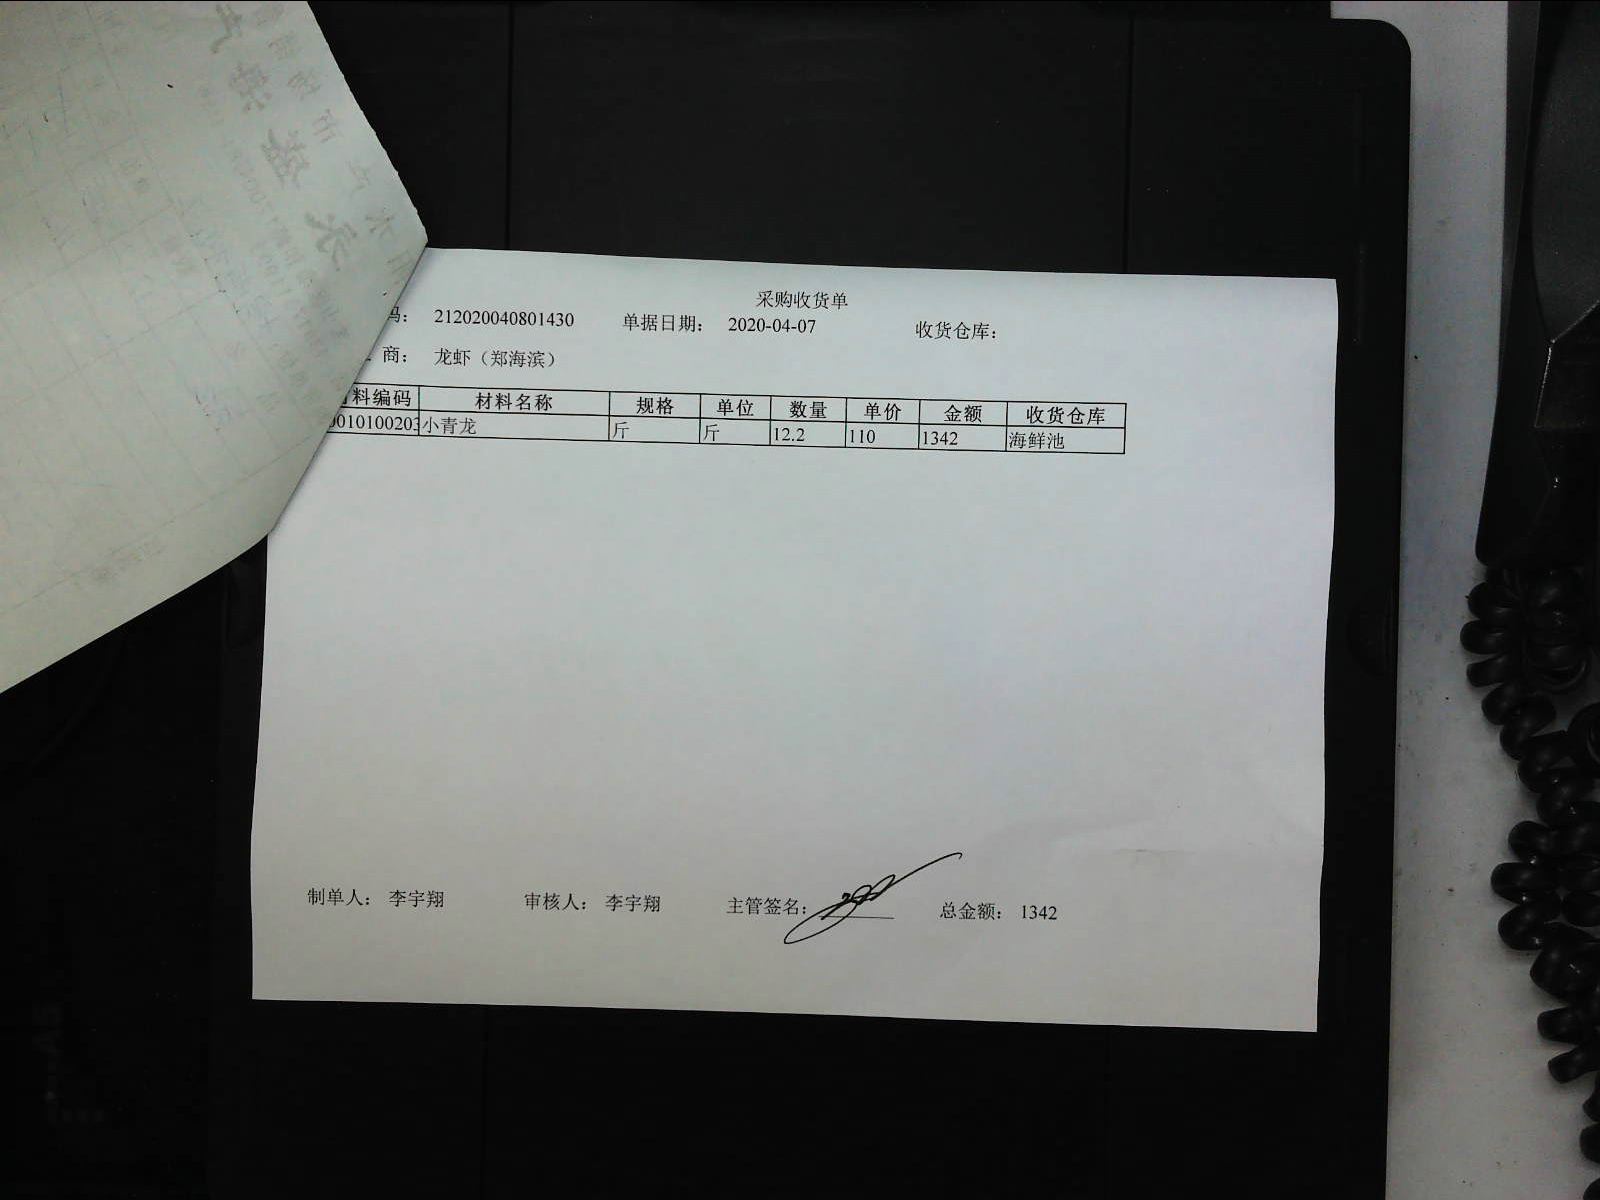 采购收货单
码： 212020040801430 单据日期： 2020-04-07 收货仓库：
商： 龙虾（郑海滨）
料编码 材料名称 规格 单位 数量 单价 金额 收货仓库
010100203 小青龙 斤 斤 12.2 110 1342 海鲜池
制单人： 李宇翔 审核人： 李宇翔 主管签名： 总金额： 1342